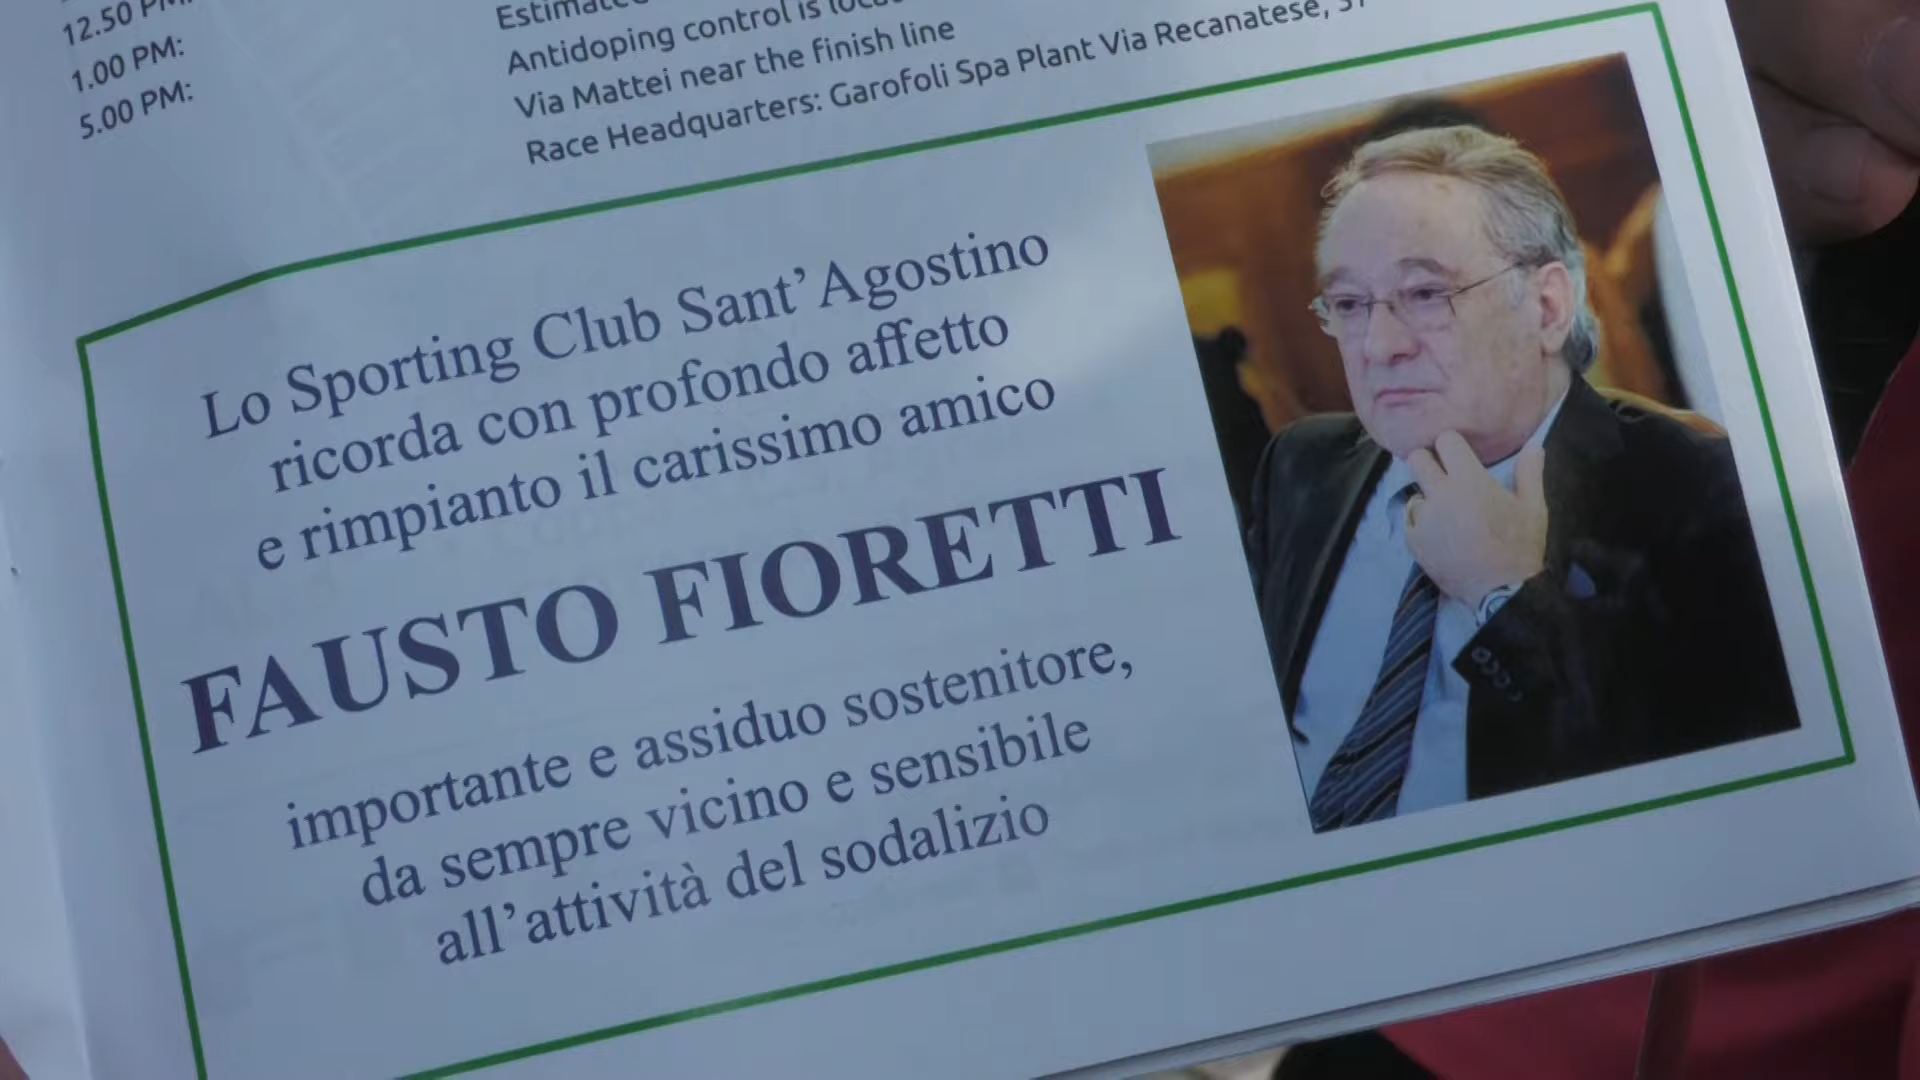 12.50 PM:
1.00 PM:
5.00 PM:
Antidoping control is
Via Mattei near the finish line
Race Headquarters: Garofoli Spa Plant Via Recanatese,
Lo Sporting Club Sant'Agostino
ricorda con profondo affetto
e rimpianto il carissimo amico
FAUSTO FIORETTI
importante e assiduo sostenitore,
da sempre vicino e sensibile
all'attività del sodalizio